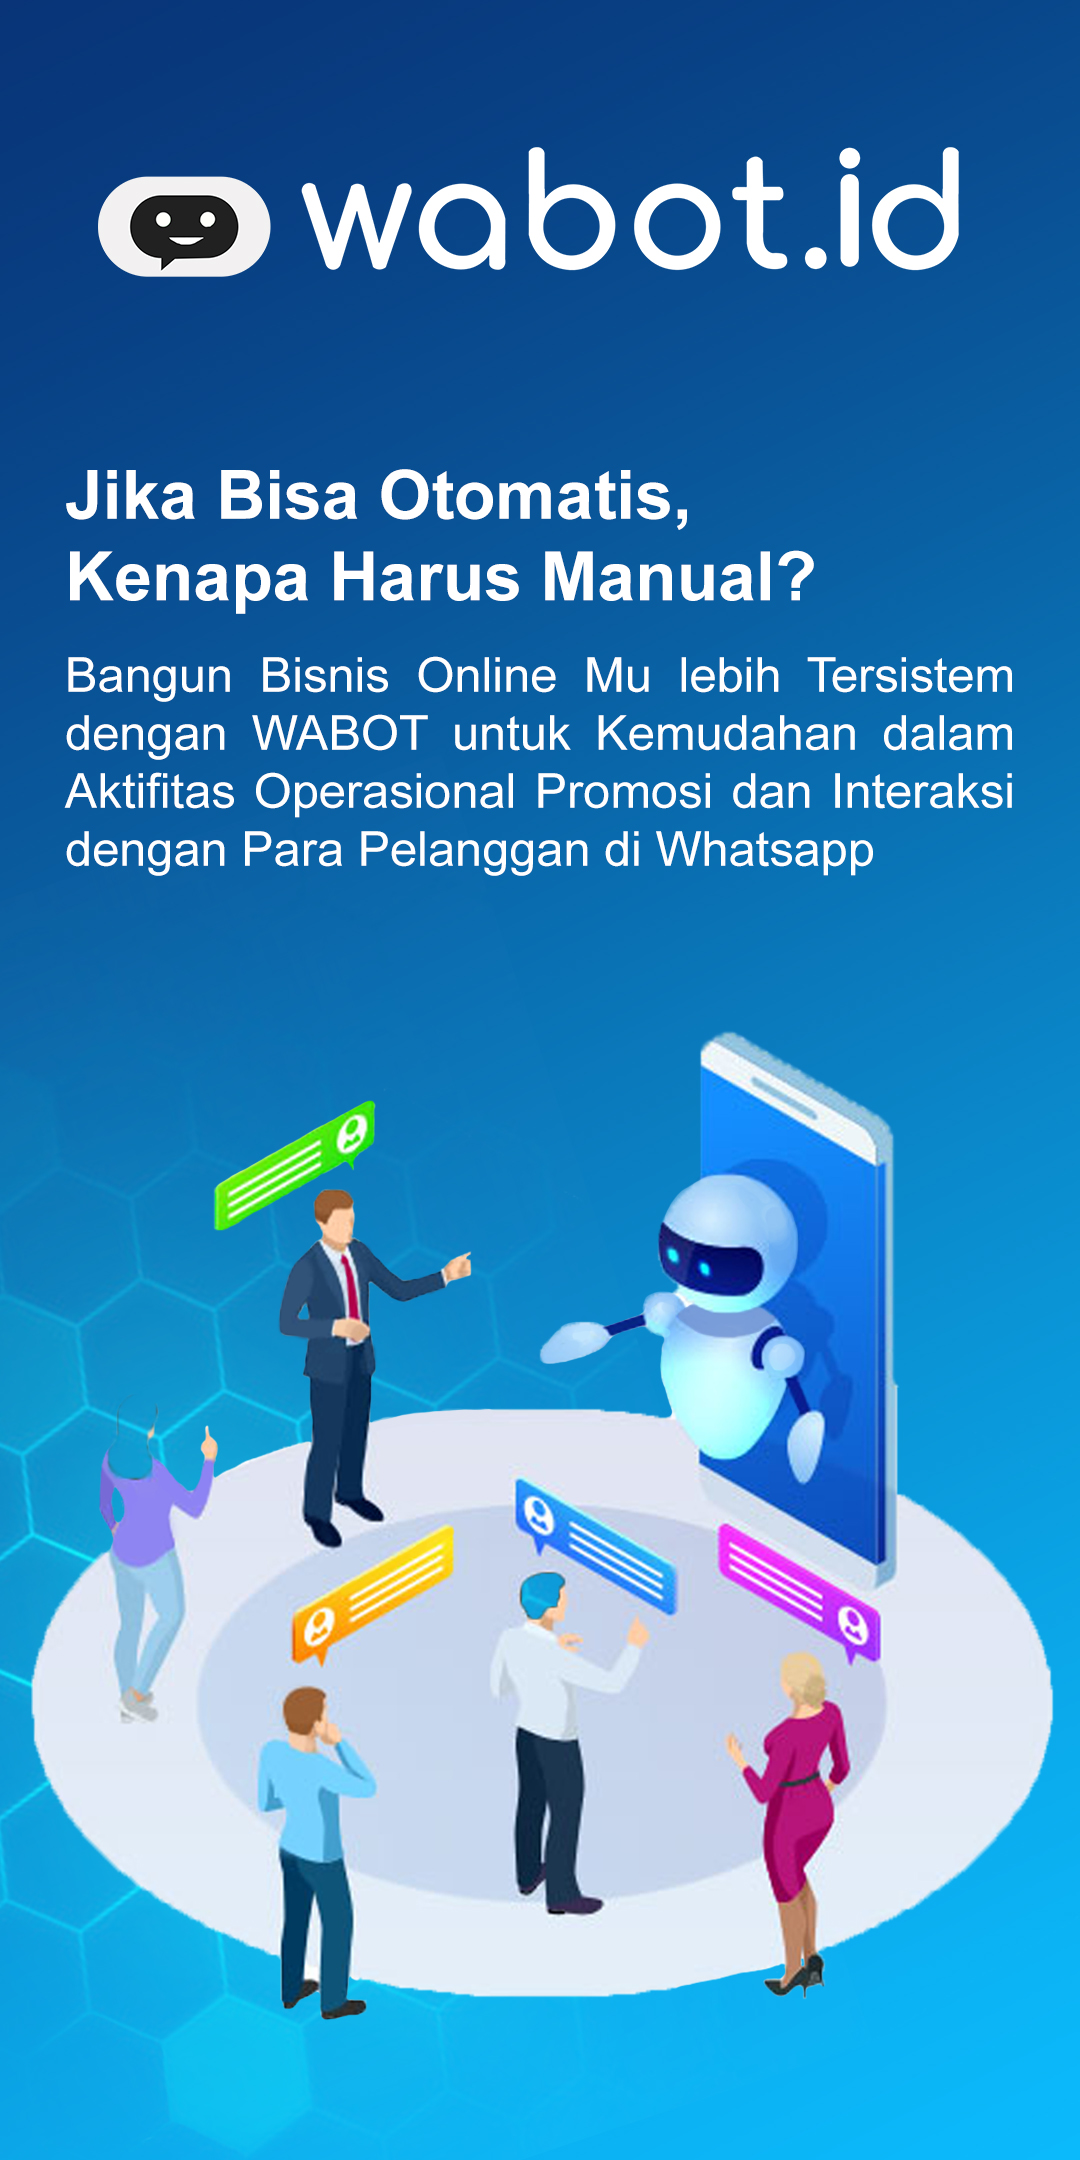 wabot.id
Jika Bisa Otomatis,
Kenapa Harus Manual?
Bangun Bisnis Online Mu lebih Tersistem
dengan WABOT untuk Kemudahan dalam
Aktifitas Operasional Promosi dan Interaksi
dengan Para Pelanggan di Whatsapp